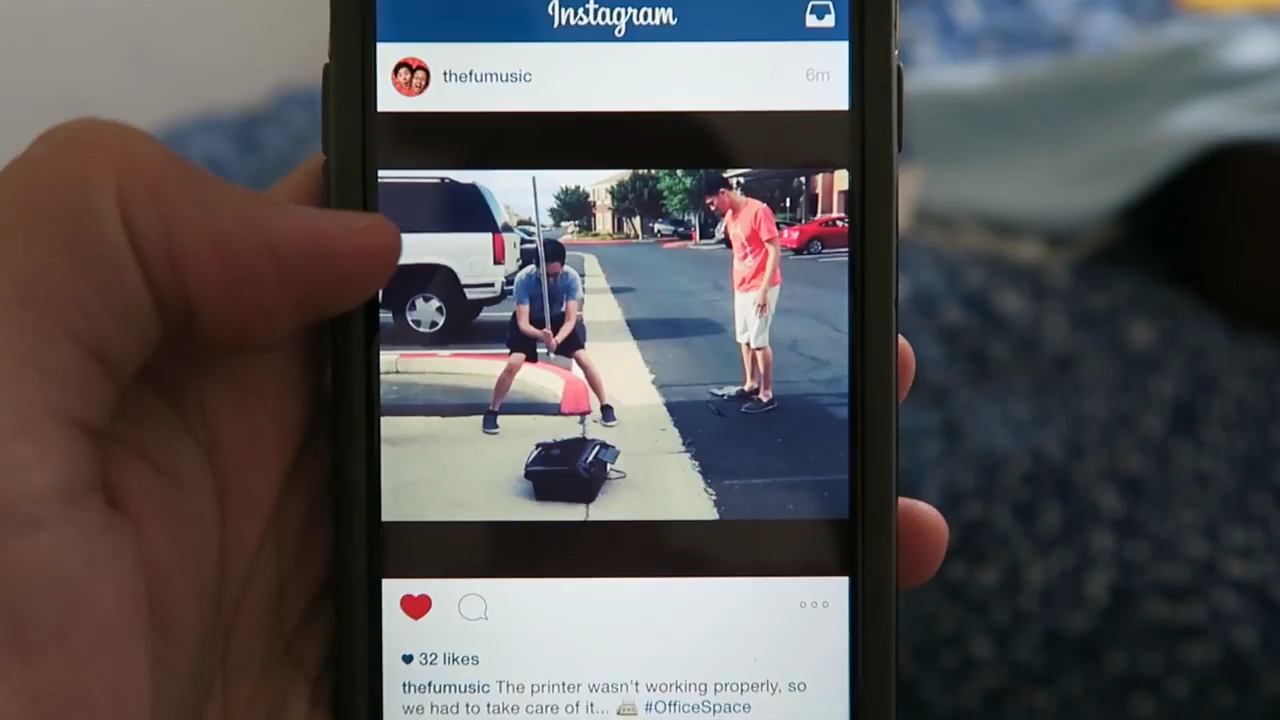 Instagram
thefumusic
6m
32 likes
thefumusic The printer wasn't working properly, so
we had to take care of it... 📠 #OfficeSpace